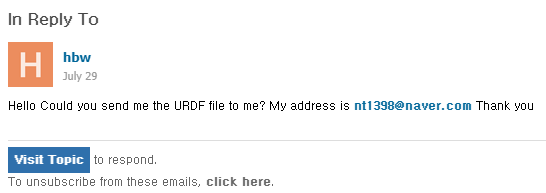 In Reply To
H
hbw
July 29
Hello Could you send me the URDF file to me? My address is nt1398@naver.com Thank you
Visit Topic to respond.
To unsubscribe from these emails, click here.